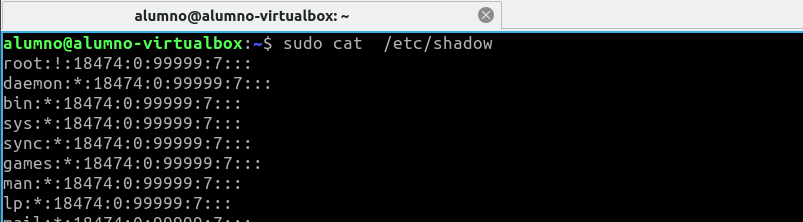 alumno@alumno-virtualbox: ~
alumno@alumno-virtualbox:~$ sudo cat  /etc/shadow
root:!:18474:0:99999:7:::
daemon:*:18474:0:99999:7:::
bin:*:18474:0:99999:7:::
sys:*:18474:0:99999:7:::
sync:*:18474:0:99999:7:::
games:*:18474:0:99999:7:::
man:*:18474:0:99999:7:::
lp:*:18474:0:99999:7:::
mail:*:18474:0:99999:7:::